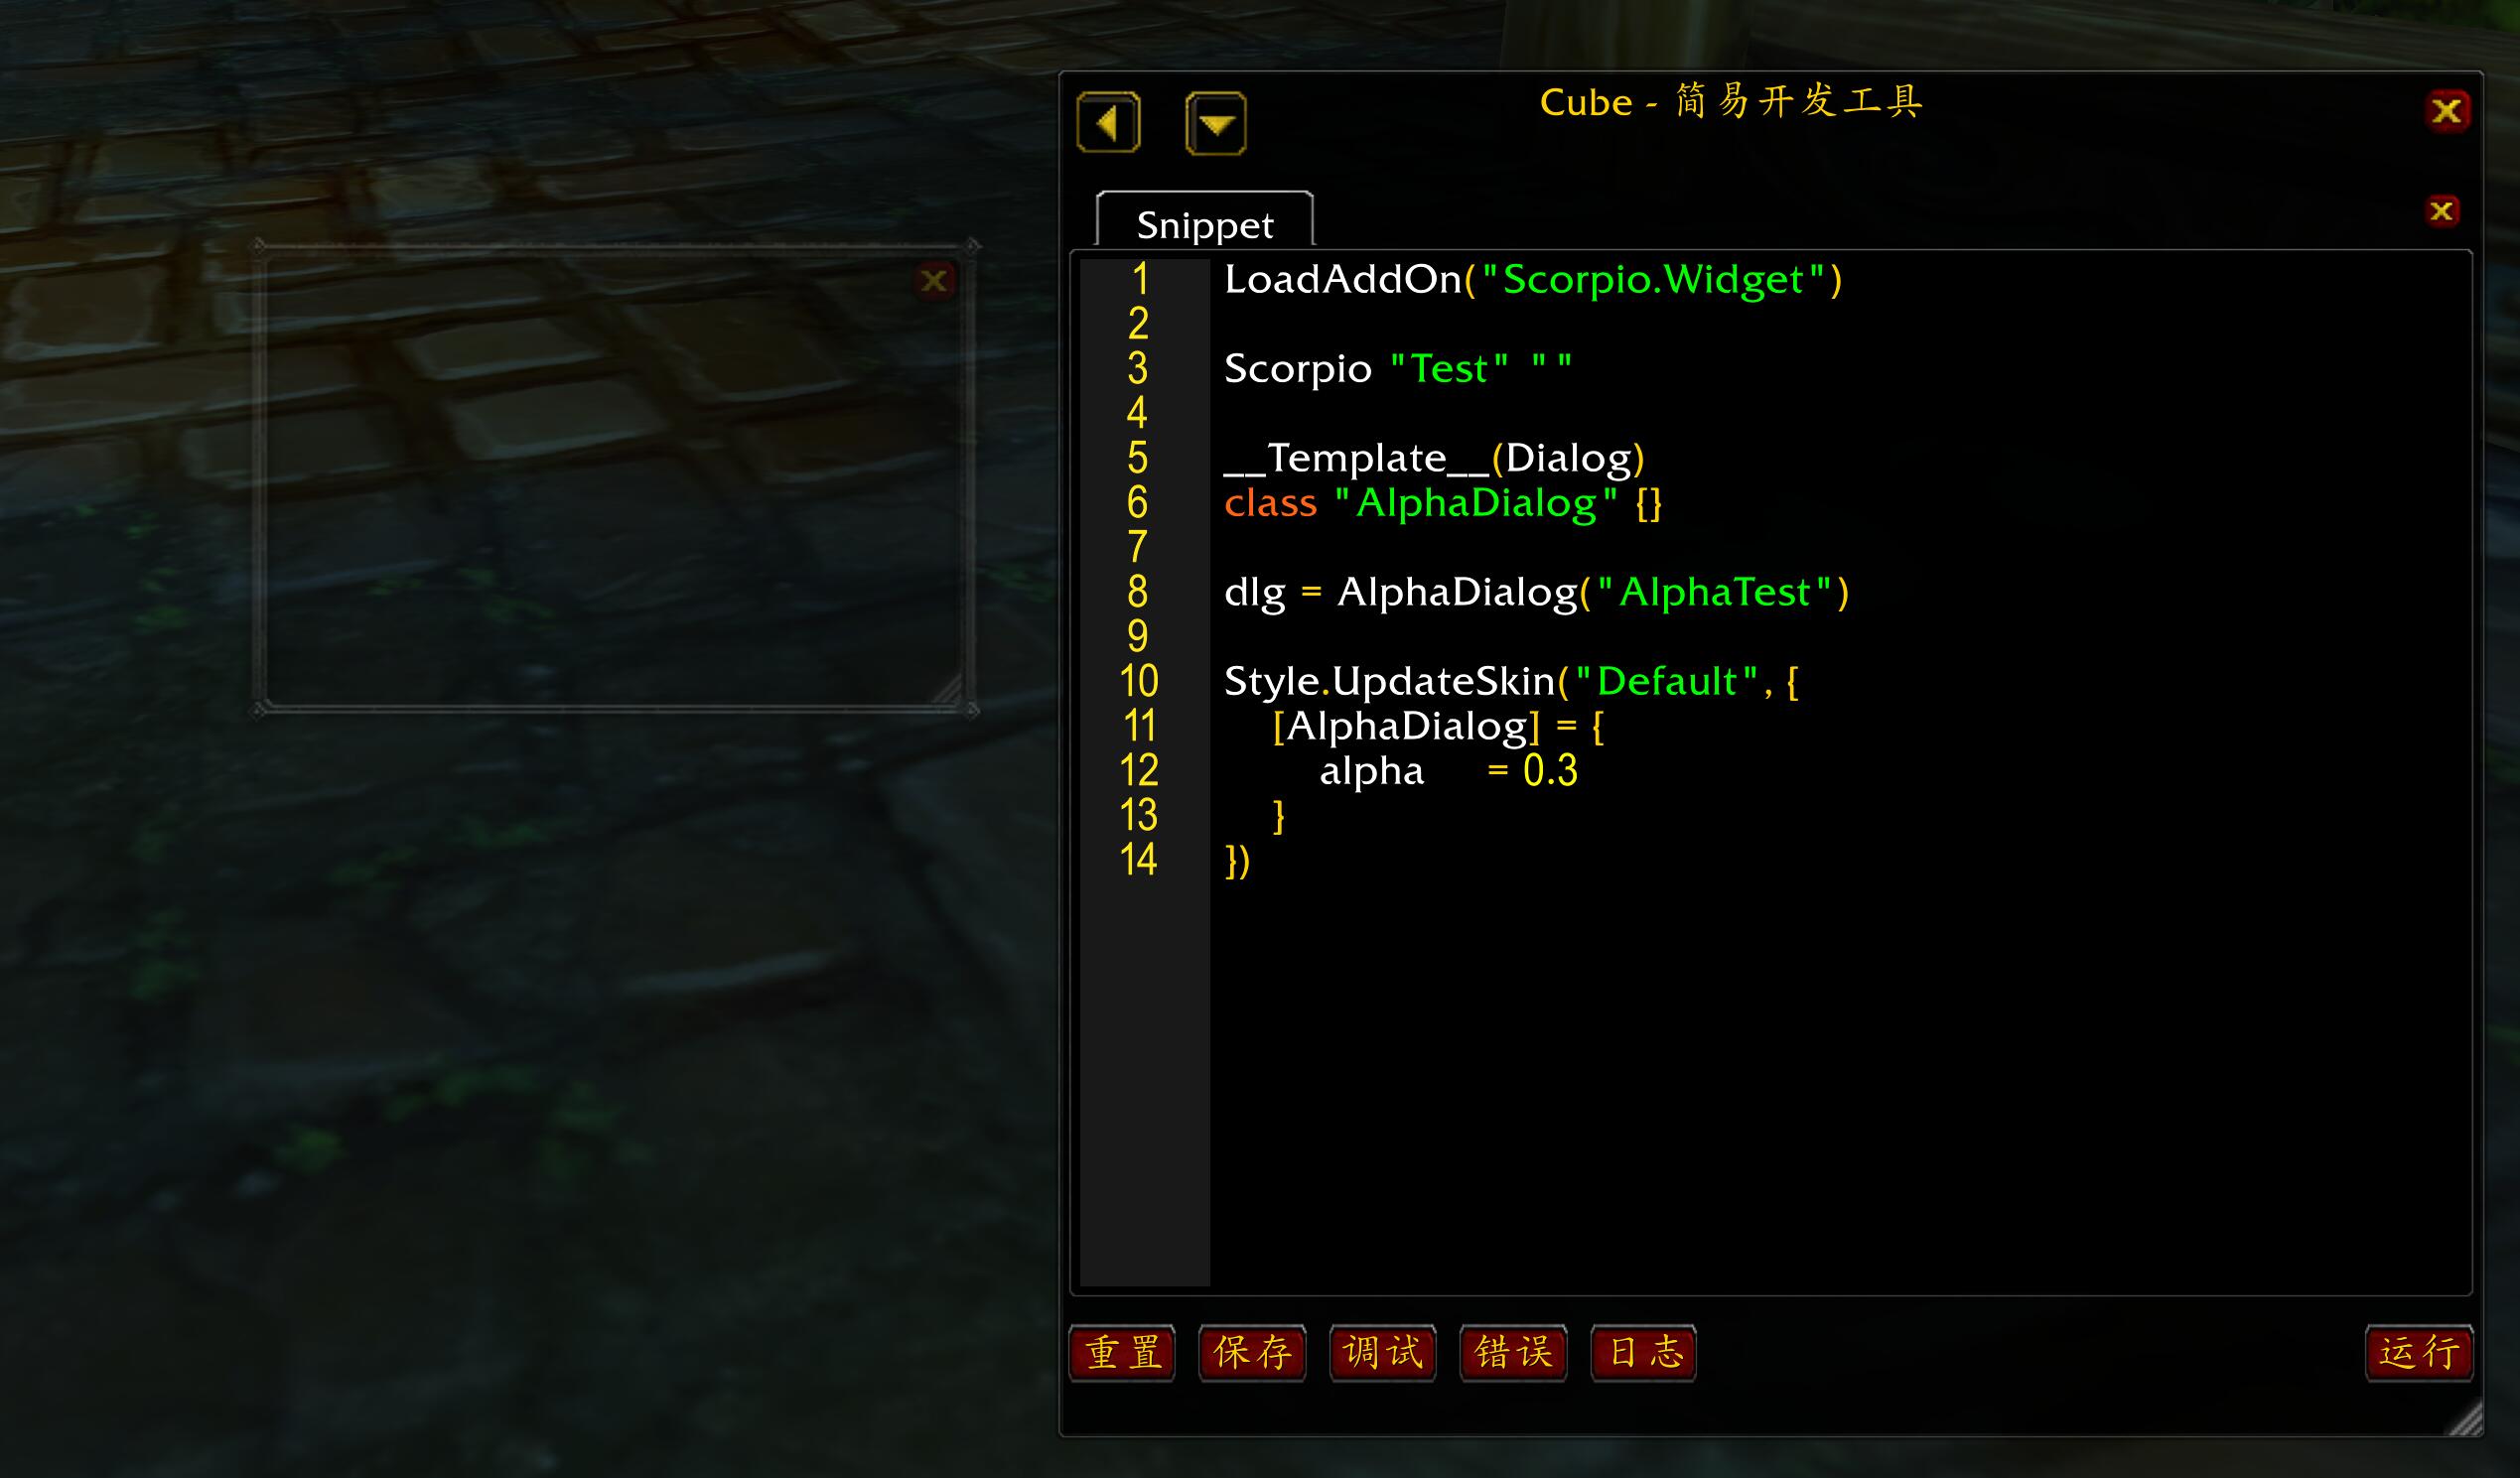 Cube - 简易开发工具
Snippet
1 LoadAddOn("Scorpio.Widget")
2
3 Scorpio "Test" ""
4
5 __Template__(Dialog)
6 class "AlphaDialog" {}
7
8 dlg = AlphaDialog("AlphaTest")
9
10 Style.UpdateSkin("Default", {
11 [AlphaDialog] = {
12 alpha = 0.3
13 }
14 })
重置 保存 调试 错误 日志 运行